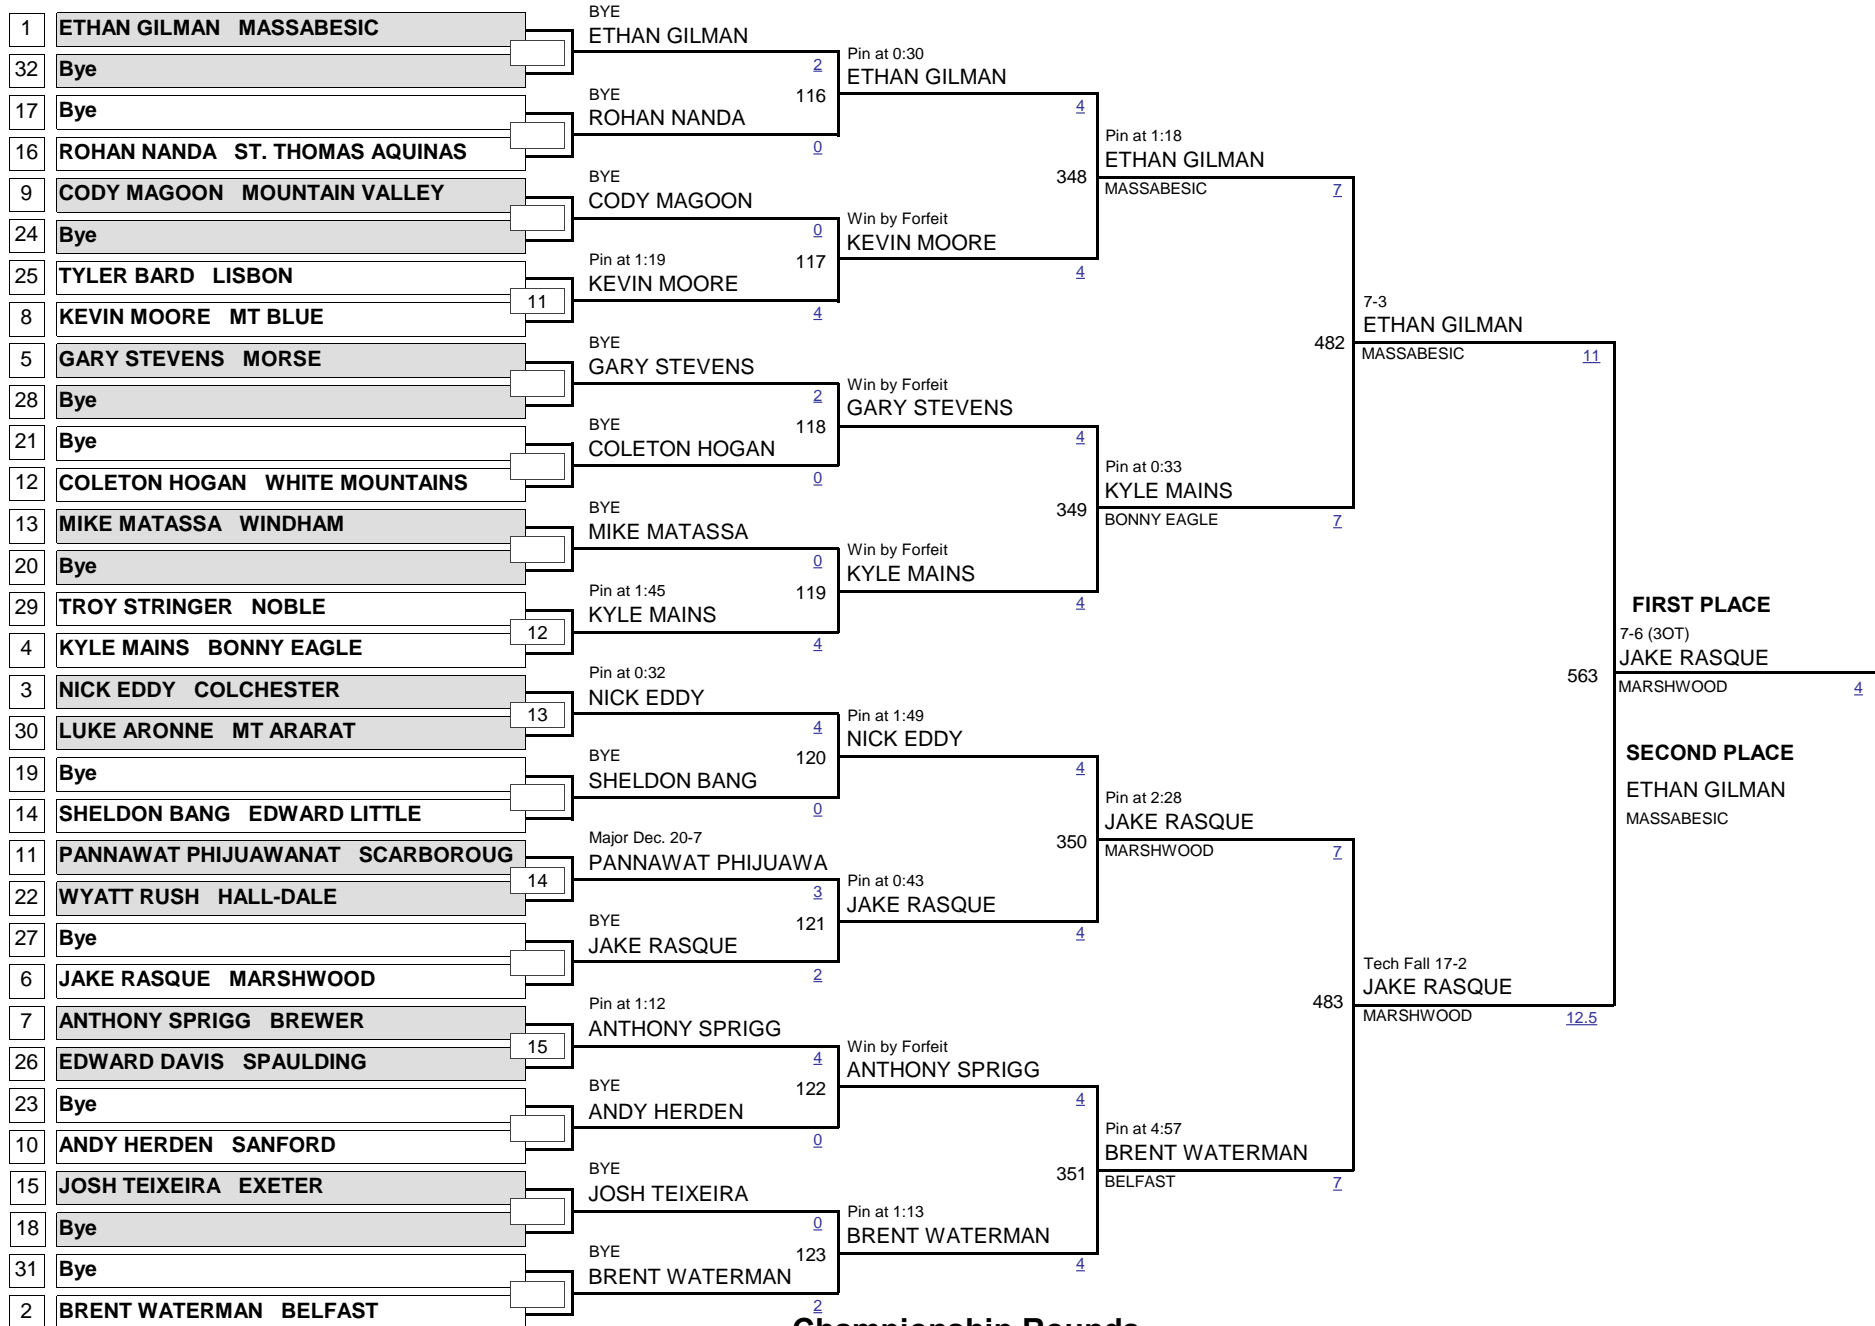 1 ETHAN GILMAN MASSABESIC
32 Bye
17 Bye
16 ROHAN NANDA ST. THOMAS AQUINAS
9 CODY MAGOON MOUNTAIN VALLEY
24 Bye
25 TYLER BARD LISBON
11
8 KEVIN MOORE MT BLUE
5 GARY STEVENS MORSE
28 Bye
21 Bye
12 COLETON HOGAN WHITE MOUNTAINS
13 MIKE MATASSA WINDHAM
20 Bye
29 TROY STRINGER NOBLE
12
4 KYLE MAINS BONNY EAGLE
3 NICK EDDY COLCHESTER
13
30 LUKE ARONNE MT ARARAT
19 Bye
14 SHELDON BANG EDWARD LITTLE
11 PANNAWAT PHIJUAWANAT SCARBOROUG
14
22 WYATT RUSH HALL-DALE
27 Bye
6 JAKE RASQUE MARSHWOOD
7 ANTHONY SPRIGG BREWER
15
26 EDWARD DAVIS SPAULDING
23 Bye
10 ANDY HERDEN SANFORD
15 JOSH TEIXEIRA EXETER
18 Bye
31 Bye
2 BRENT WATERMAN BELFAST
BYE
ETHAN GILMAN
2
116
BYE
ROHAN NANDA
0
BYE
CODY MAGOON
0
117
Pin at 1:19
KEVIN MOORE
4
BYE
GARY STEVENS
2
118
BYE
COLETON HOGAN
0
BYE
MIKE MATASSA
0
119
Pin at 1:45
KYLE MAINS
4
Pin at 0:32
NICK EDDY
4
120
BYE
SHELDON BANG
0
Major Dec. 20-7
PANNAWAT PHIJUAWA
3
121
BYE
JAKE RASQUE
2
Pin at 1:12
ANTHONY SPRIGG
4
122
BYE
ANDY HERDEN
0
BYE
JOSH TEIXEIRA
0
123
BYE
BRENT WATERMAN
2
Pin at 0:30
ETHAN GILMAN
4
348
Win by Forfeit
KEVIN MOORE
4
Win by Forfeit
GARY STEVENS
4
349
Win by Forfeit
KYLE MAINS
4
Pin at 1:49
NICK EDDY
4
350
Pin at 0:43
JAKE RASQUE
4
Win by Forfeit
ANTHONY SPRIGG
4
351
Pin at 1:13
BRENT WATERMAN
4
Pin at 1:18
ETHAN GILMAN
MASSABESIC 7
482
Pin at 0:33
KYLE MAINS
BONNY EAGLE 7
Pin at 2:28
JAKE RASQUE
MARSHWOOD 7
483
Pin at 4:57
BRENT WATERMAN
BELFAST 7
7-3
ETHAN GILMAN
MASSABESIC 11
563
Tech Fall 17-2
JAKE RASQUE
MARSHWOOD 12.5
FIRST PLACE
7-6 (3OT)
JAKE RASQUE
MARSHWOOD 4
SECOND PLACE
ETHAN GILMAN
MASSABESIC
Championship Rounds